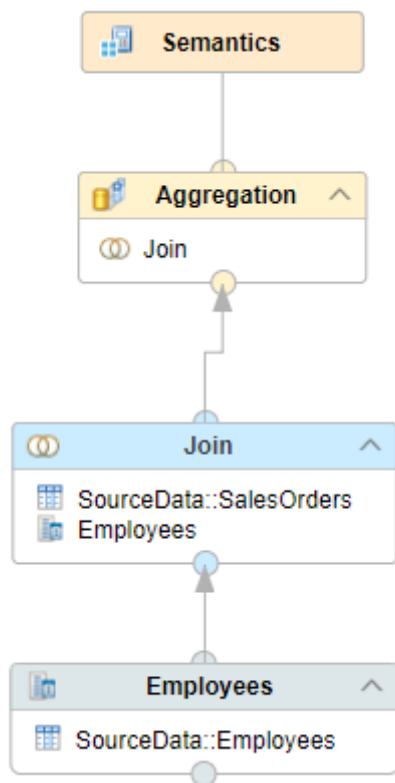 Semantics
Aggregation
Join
Join
SourceData::SalesOrders
Employees
Employees
SourceData::Employees